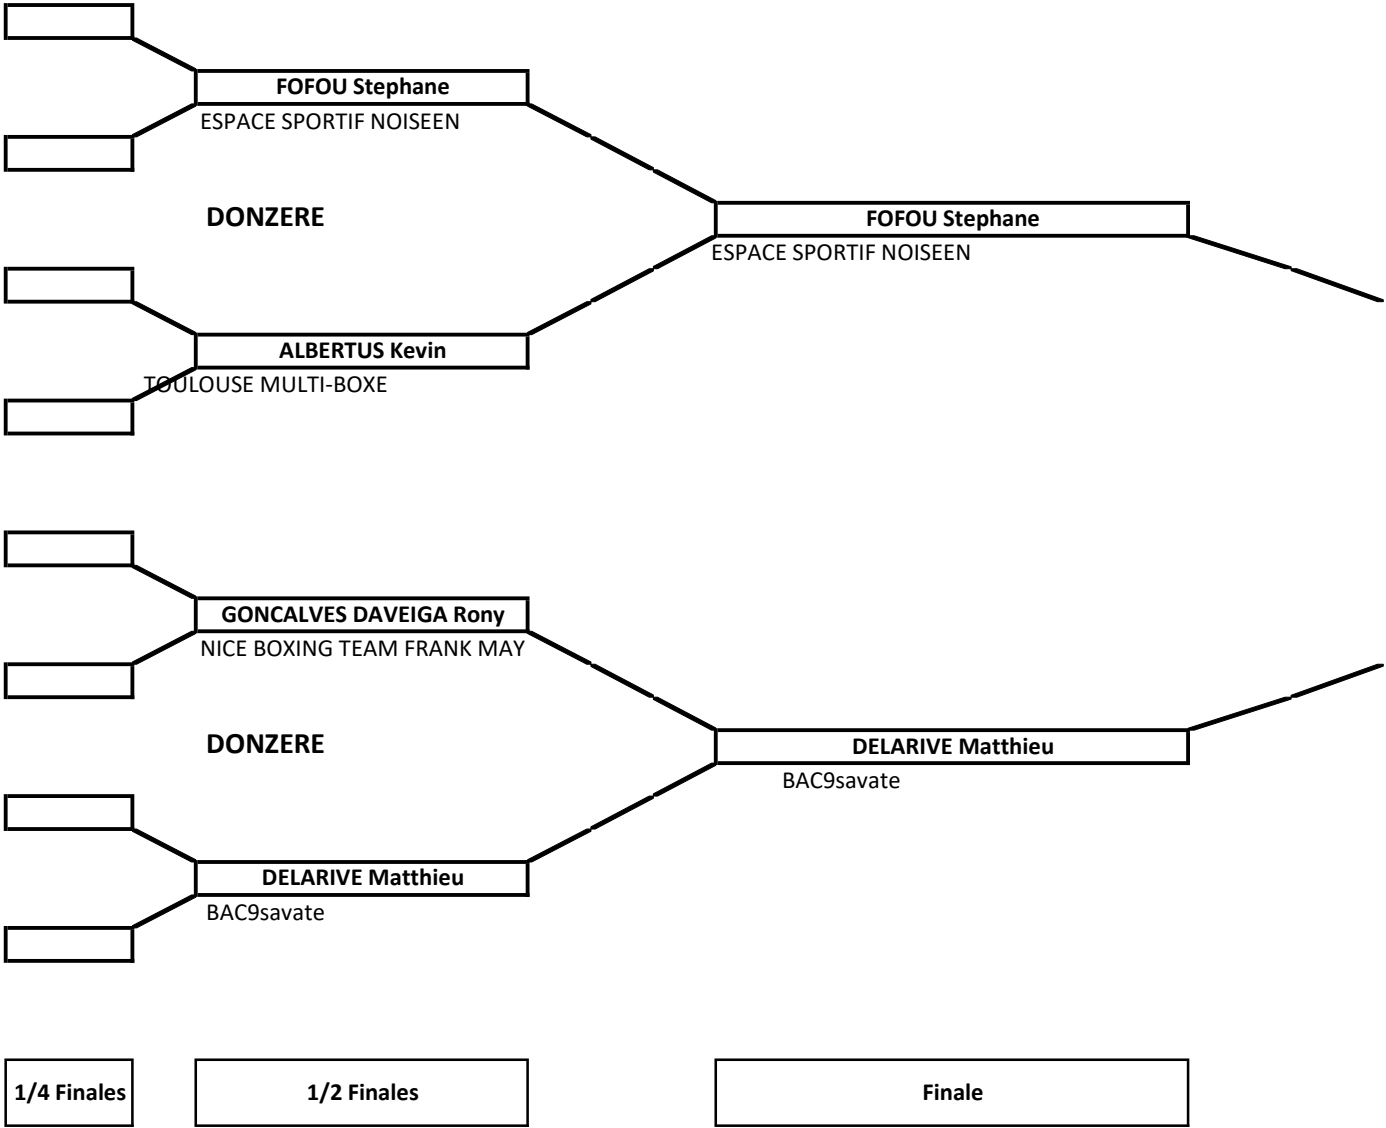 FOFOU Stephane
ESPACE SPORTIF NOISEEN
DONZERE
FOFOU Stephane
ESPACE SPORTIF NOISEEN
ALBERTUS Kevin
TOULOUSE MULTI-BOXE
GONCALVES DAVEIGA Rony
NICE BOXING TEAM FRANK MAY
DONZERE
DELARIVE Matthieu
BAC9savate
DELARIVE Matthieu
BAC9savate
1/4 Finales
1/2 Finales
Finale